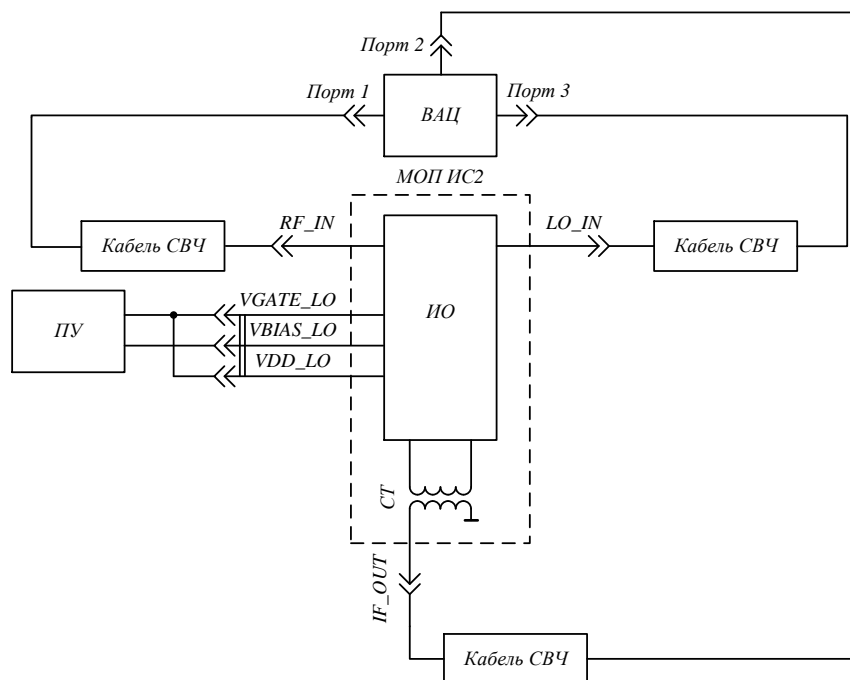 Порт 2
Порт 1
Порт 3
ВАЦ
МОП ИС2
RF_IN
LO_IN
Кабель СВЧ
Кабель СВЧ
VGATE_LO
ПУ
ИО
VBIAS_LO
VDD_LO
СТ
IF_OUT
Кабель СВЧ